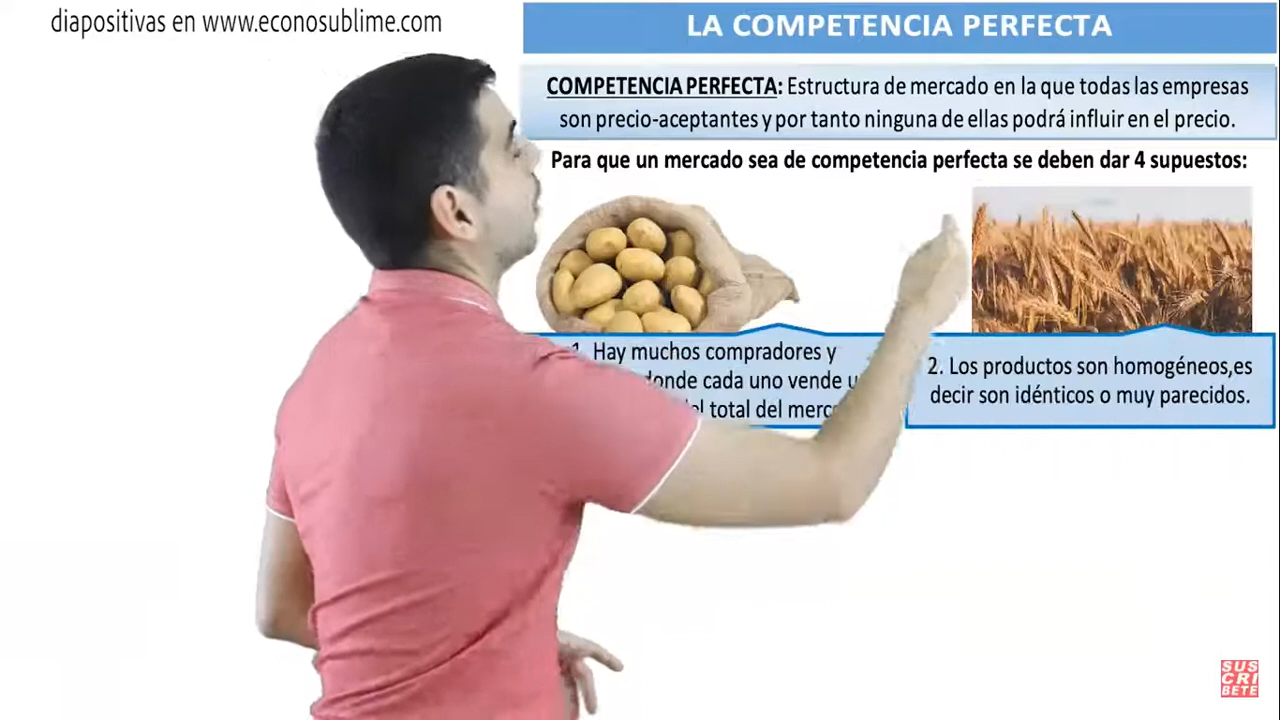 diapositivas en www.econosublime.com
LA COMPETENCIA PERFECTA
COMPETENCIA PERFECTA: Estructura de mercado en la que todas las empresas
son precio-aceptantes y por tanto ninguna de ellas podrá influir en el precio.
Para que un mercado sea de competencia perfecta se deben dar 4 supuestos:
1. Hay muchos compradores y
donde cada uno vende
total del
2. Los productos son homogéneos,es
decir son idénticos o muy parecidos.
SUS
CRI
BETE